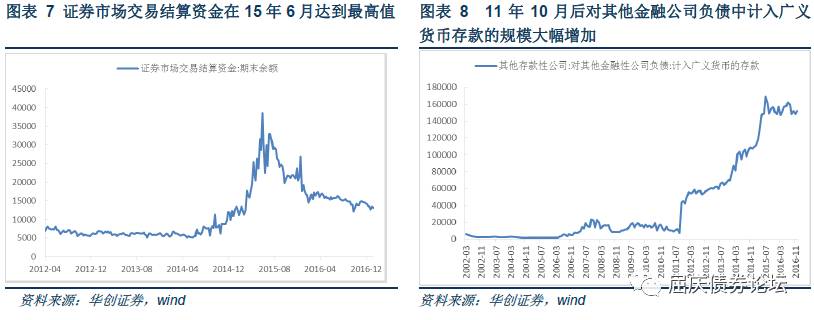 图表 7 证券市场交易结算资金在 15 年 6 月达到最高值
证券市场交易结算资金:期末余额
45000
40000
35000
30000
25000
20000
15000
10000
5000
0
2012-04 2012-12 2013-08 2014-04 2014-12 2015-08 2016-04 2016-12
资料来源：华创证券，wind
图表 8 11 年 10 月后对其他金融公司负债中计入广义
货币存款的规模大幅增加
其他存款性公司:对其他金融性公司负债:计入广义货币的存款
180000
160000
140000
120000
100000
80000
60000
40000
20000
0
2002-03 2002-11 2003-07 2004-03 2004-11 2005-07 2006-03 2006-11 2007-07 2008-03 2008-11 2009-07 2010-03 2010-11 2011-07 2012-03 2012-11 2013-07 2014-03 2014-11 2015-07 2016-03 2016-11
资料来源：华创证券，wind
屈庆债券论坛